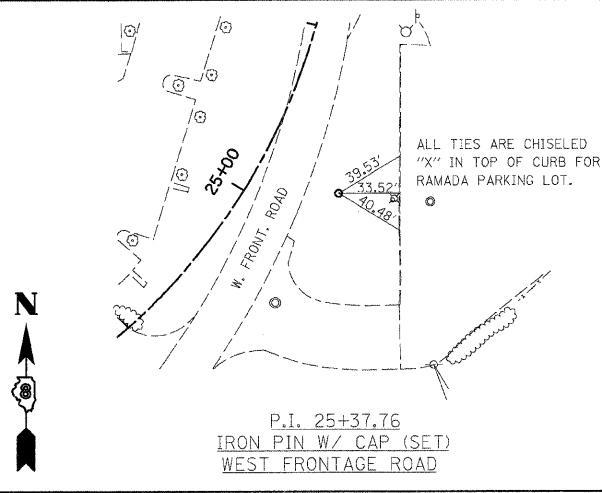 ALL TIES ARE CHISELED
"X" IN TOP OF CURB FOR
RAMADA PARKING LOT.
39.53'
33.52'
40.48'
25+00
W. FRONT. ROAD
N
8
P.I. 25+37.76
IRON PIN W/ CAP (SET)
WEST FRONTAGE ROAD